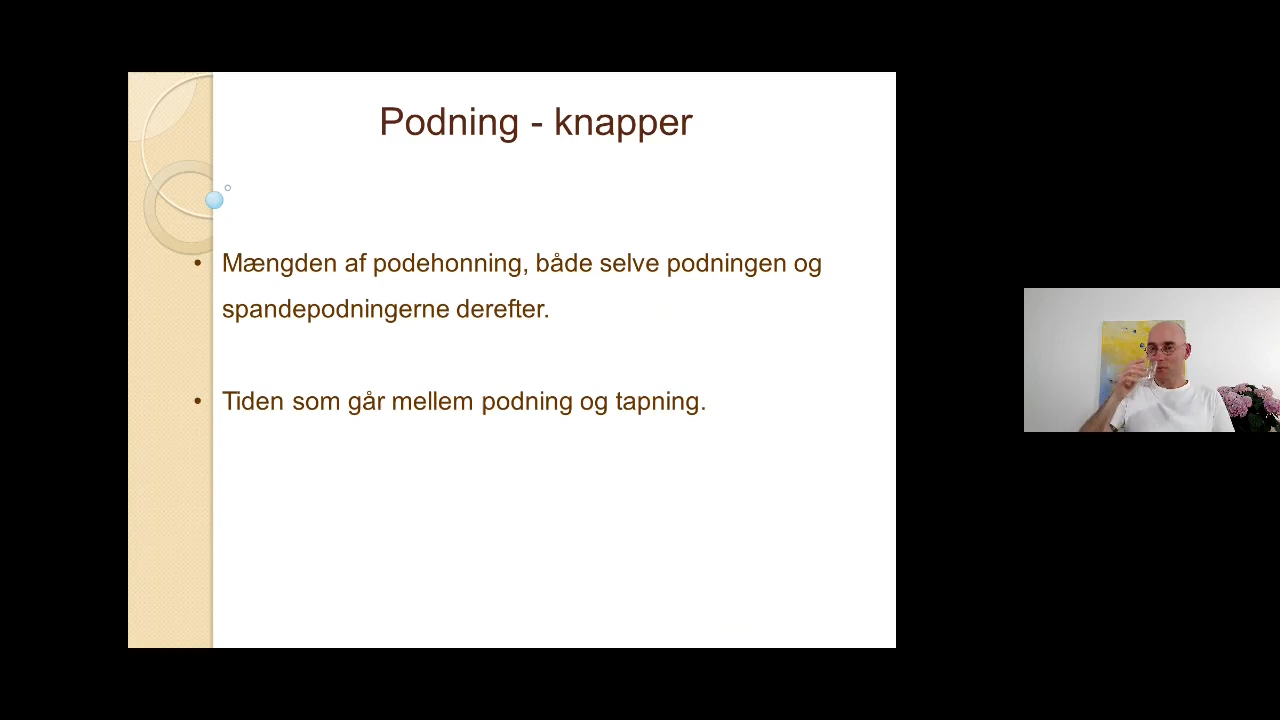 Podning - knapper
• Mængden af podehonning, både selve podningen og
spandepodningerne derefter.
• Tiden som går mellem podning og tapning.